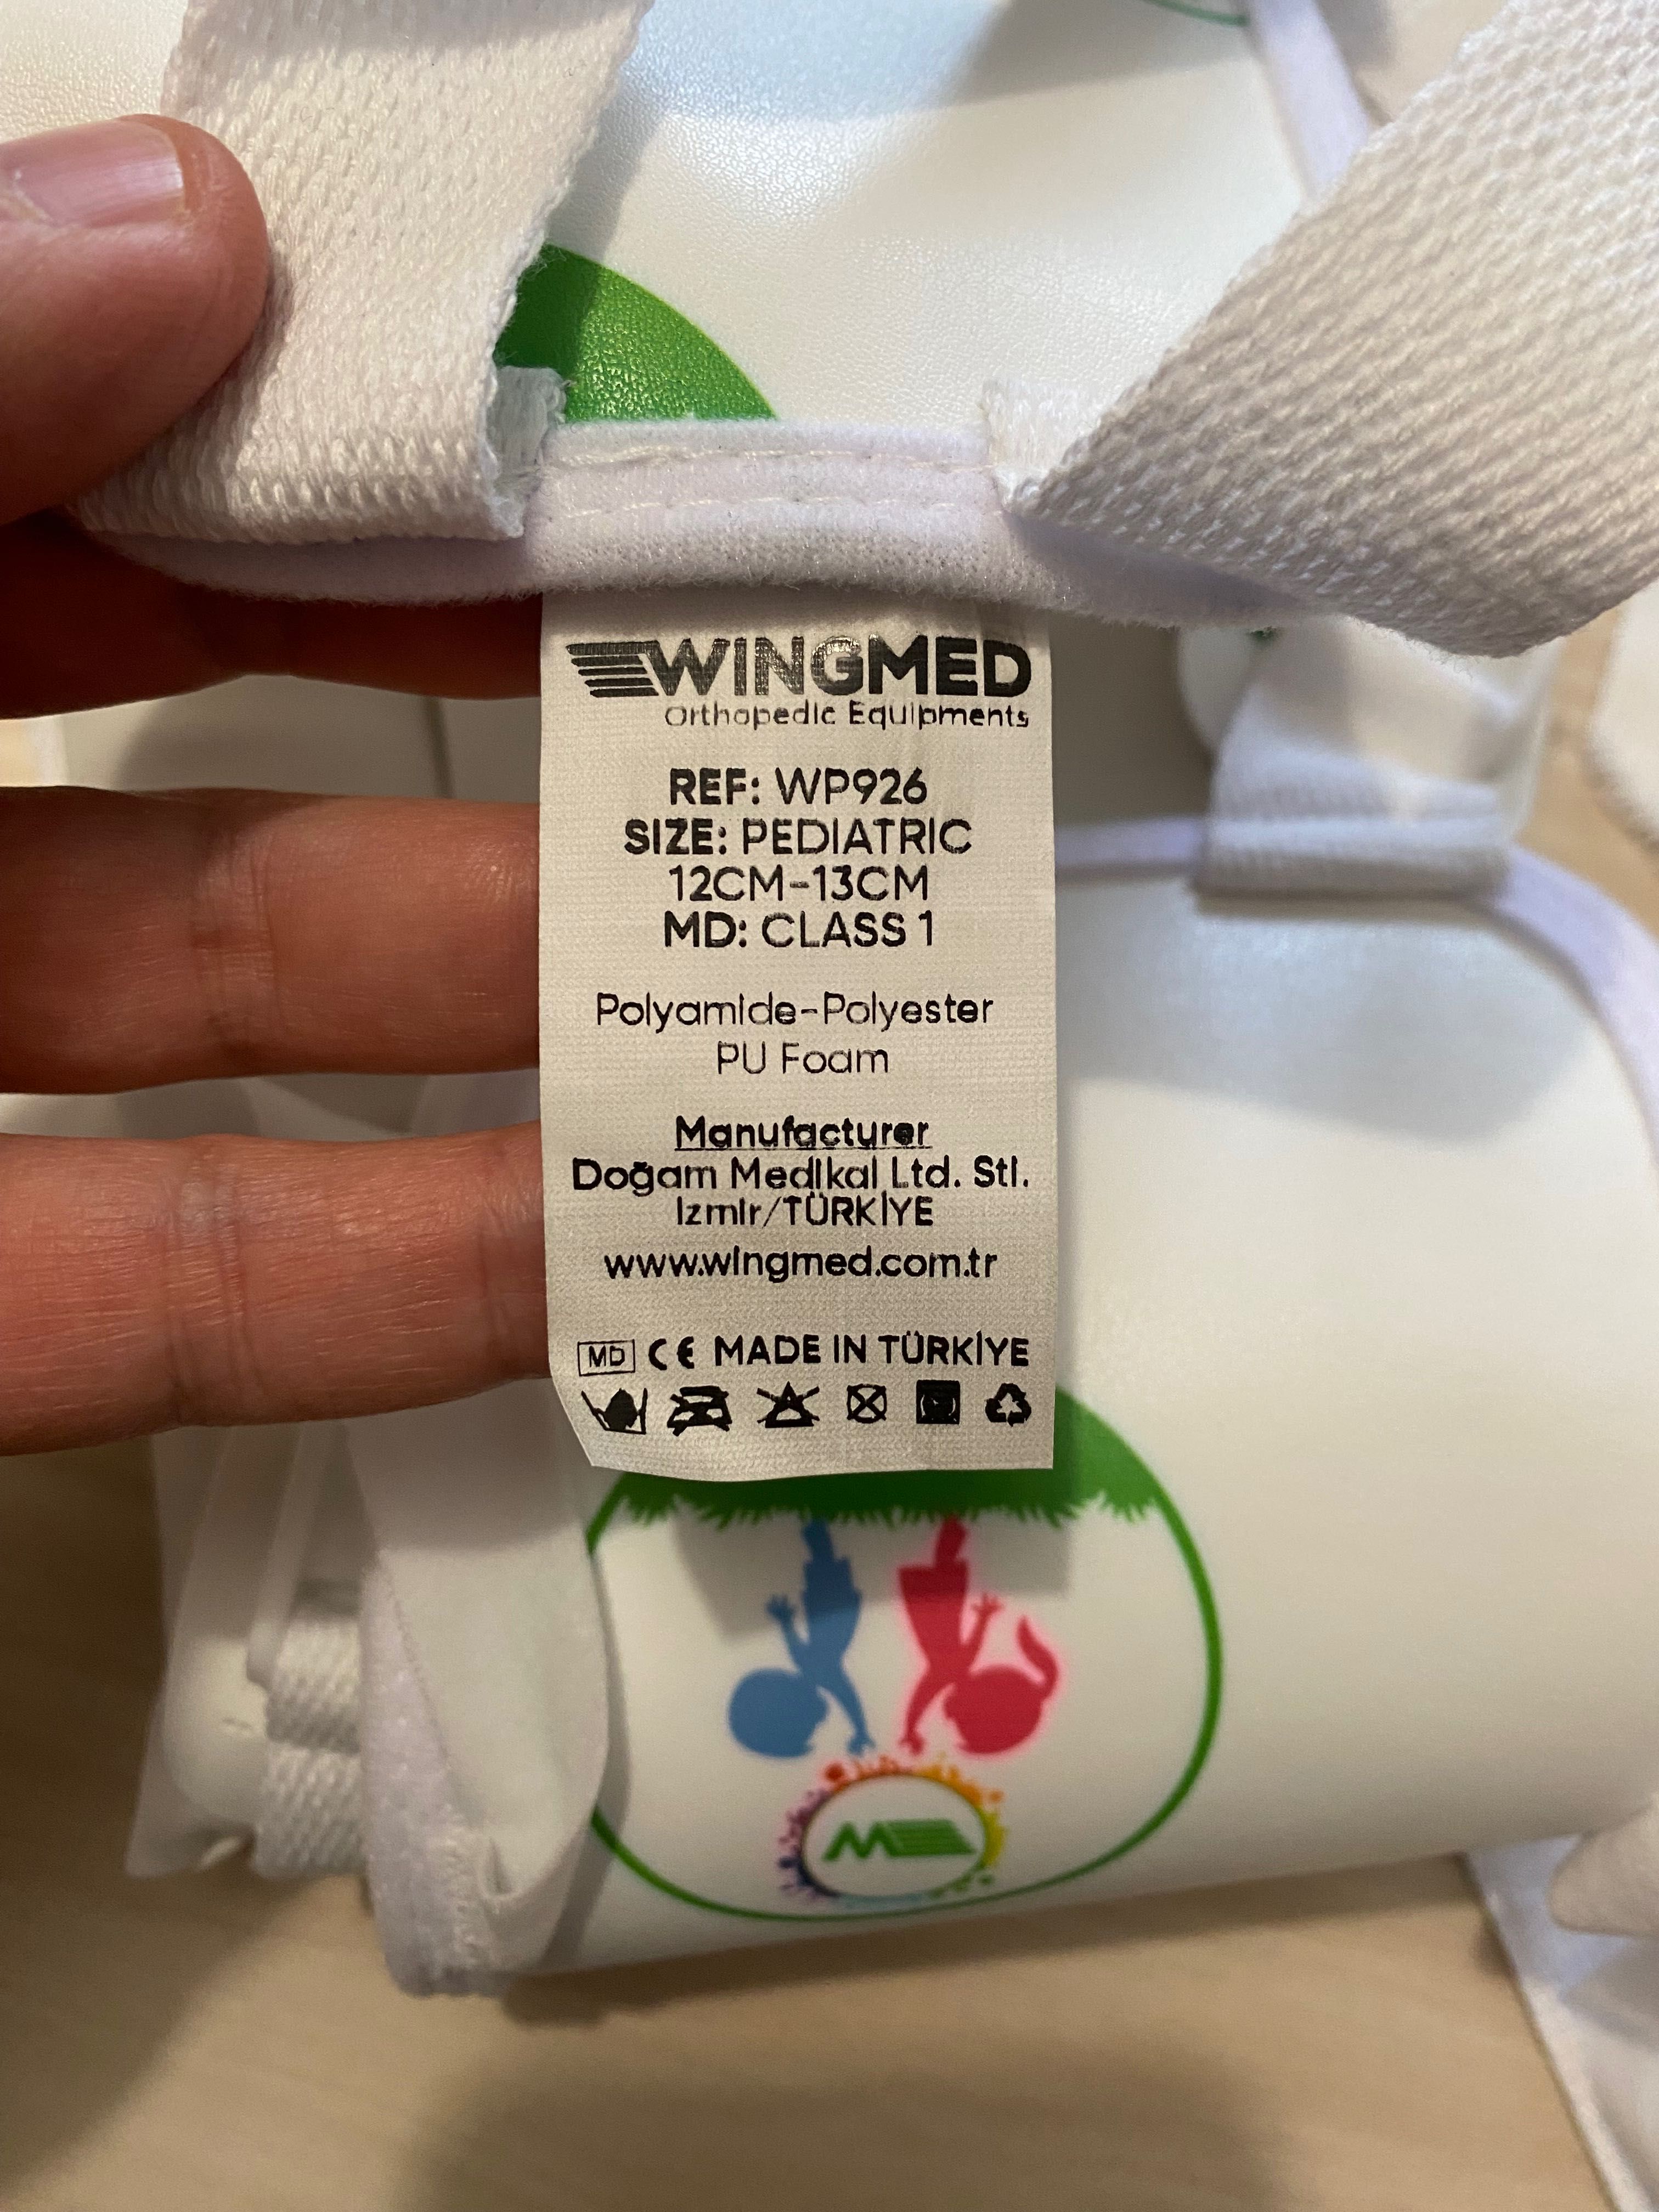 WINGMED
Orthopedic Equipments
REF: WP926
SIZE: PEDIATRIC
12CM-13CM
MD: CLASS 1
Polyamide-Polyester
PU Foam
Manufacturer
Doğam Medikal Ltd. Sti.
Izmir/TÜRKİYE
www.wingmed.com.tr
MD CE MADE IN TÜRKİYE